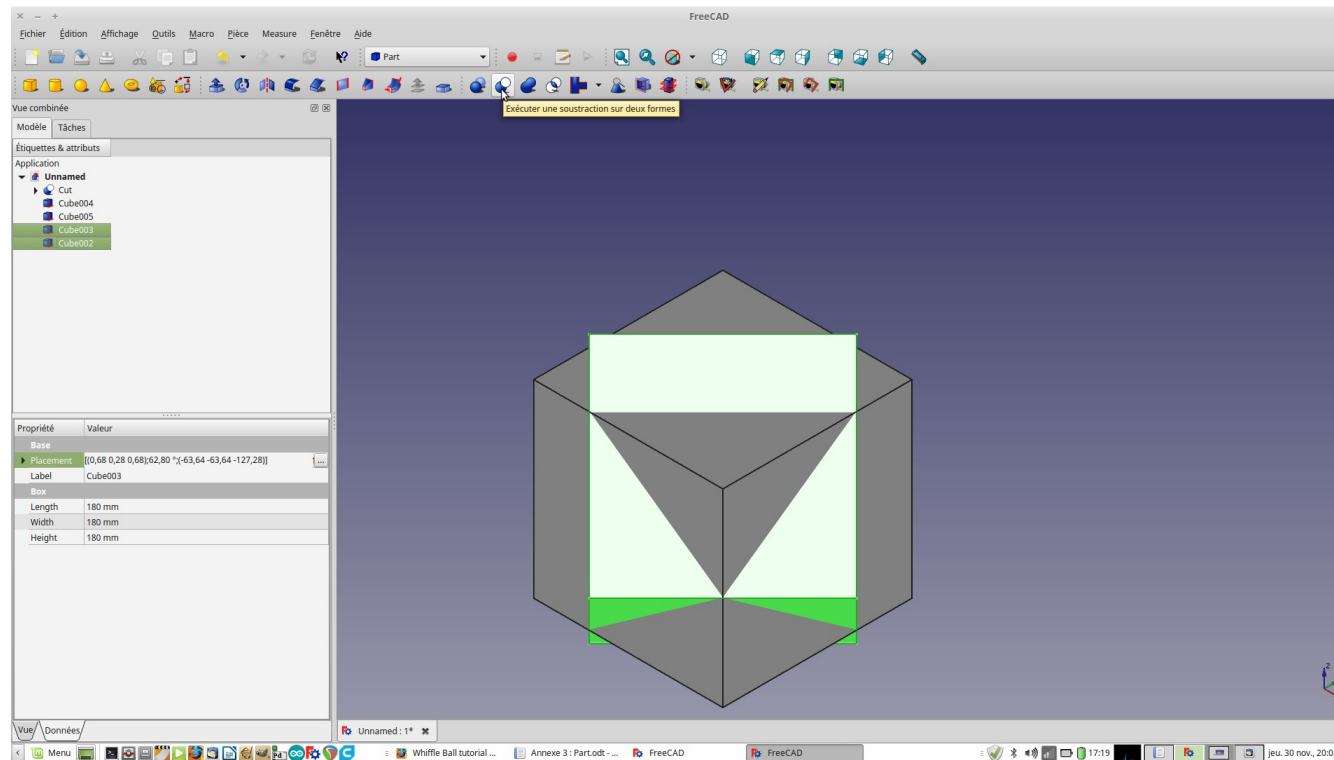 FreeCAD
Fichier Édition Affichage Outils Macro Pièce Measure Fenêtre Aide
Part
Exécuter une soustraction sur deux formes
Vue combinée
Modèle Tâches
Étiquettes & attributs
Application
Unnamed
Cut
Cube004
Cube005
Cube003
Cube002
Propriété Valeur
Base
Placement [(0,68 0,28 0,68);62,80 °;(-63,64 -63,64 -127,28)] ...
Label Cube003
Box
Length 180 mm
Width 180 mm
Height 180 mm
z
Vue Données Unnamed : 1*
Menu Whiffle Ball tutorial ... Annexe 3 : Part.odt - ... FreeCAD FreeCAD 17:19 jeu. 30 nov., 20:0